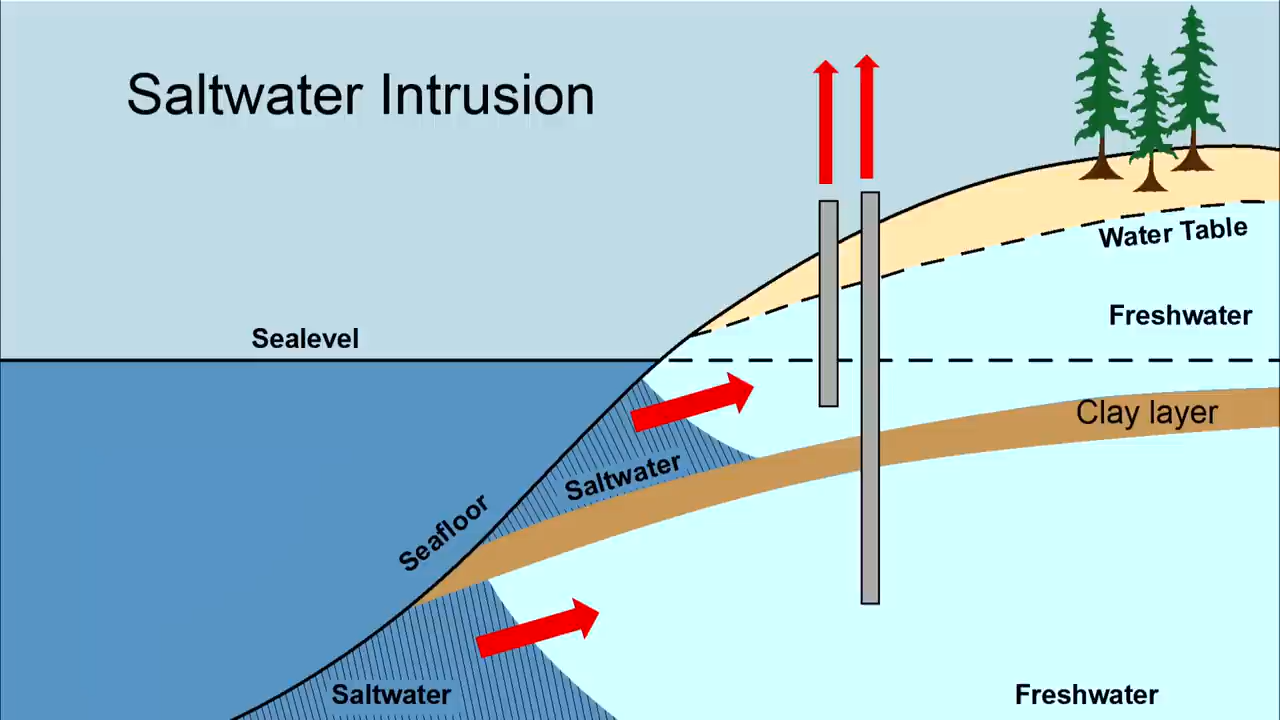 Saltwater Intrusion
Water Table
Freshwater
Sealevel
Clay layer
Saltwater
Seafloor
Saltwater
Freshwater